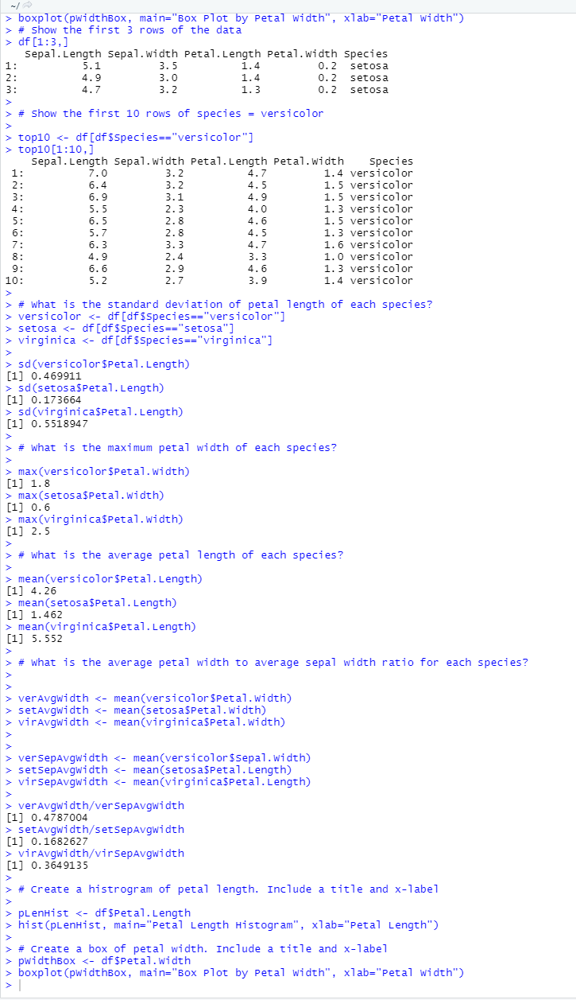 ~/
> boxplot(pWidthBox, main="Box Plot by Petal Width", xlab="Petal Width")
> # Show the first 3 rows of the data
> df[1:3,]
   Sepal.Length Sepal.Width Petal.Length Petal.Width Species
1:          5.1         3.5          1.4         0.2  setosa
2:          4.9         3.0          1.4         0.2  setosa
3:          4.7         3.2          1.3         0.2  setosa
>
> # Show the first 10 rows of species = versicolor
>
> top10 <- df[df$Species=="versicolor"]
> top10[1:10,]
    Sepal.Length Sepal.Width Petal.Length Petal.Width    Species
 1:          7.0         3.2          4.7         1.4 versicolor
 2:          6.4         3.2          4.5         1.5 versicolor
 3:          6.9         3.1          4.9         1.5 versicolor
 4:          5.5         2.3          4.0         1.3 versicolor
 5:          6.5         2.8          4.6         1.5 versicolor
 6:          5.7         2.8          4.5         1.3 versicolor
 7:          6.3         3.3          4.7         1.6 versicolor
 8:          4.9         2.4          3.3         1.0 versicolor
 9:          6.6         2.9          4.6         1.3 versicolor
10:          5.2         2.7          3.9         1.4 versicolor
>
> # What is the standard deviation of petal length of each species?
> versicolor <- df[df$Species=="versicolor"]
> setosa <- df[df$Species=="setosa"]
> virginica <- df[df$Species=="virginica"]
>
> sd(versicolor$Petal.Length)
[1] 0.469911
> sd(setosa$Petal.Length)
[1] 0.173664
> sd(virginica$Petal.Length)
[1] 0.5518947
>
> # What is the maximum petal width of each species?
>
> max(versicolor$Petal.Width)
[1] 1.8
> max(setosa$Petal.Width)
[1] 0.6
> max(virginica$Petal.Width)
[1] 2.5
>
> # What is the average petal length of each species?
>
> mean(versicolor$Petal.Length)
[1] 4.26
> mean(setosa$Petal.Length)
[1] 1.462
> mean(virginica$Petal.Length)
[1] 5.552
>
> # What is the average petal width to average sepal width ratio for each species?
>
>
> verAvgWidth <- mean(versicolor$Petal.Width)
> setAvgWidth <- mean(setosa$Petal.Width)
> virAvgWidth <- mean(virginica$Petal.Width)
>
>
> verSepAvgWidth <- mean(versicolor$Sepal.Width)
> setSepAvgWidth <- mean(setosa$Petal.Length)
> virSepAvgWidth <- mean(virginica$Petal.Length)
>
> verAvgWidth/verSepAvgWidth
[1] 0.4787004
> setAvgWidth/setSepAvgWidth
[1] 0.1682627
> virAvgWidth/virSepAvgWidth
[1] 0.3649135
>
> # Create a histrogram of petal length. Include a title and x-label
>
> pLenHist <- df$Petal.Length
> hist(pLenHist, main="Petal Length Histogram", xlab="Petal Length")
>
> # Create a box of petal width. Include a title and x-label
> pWidthBox <- df$Petal.Width
> boxplot(pWidthBox, main="Box Plot by Petal Width", xlab="Petal Width")
>